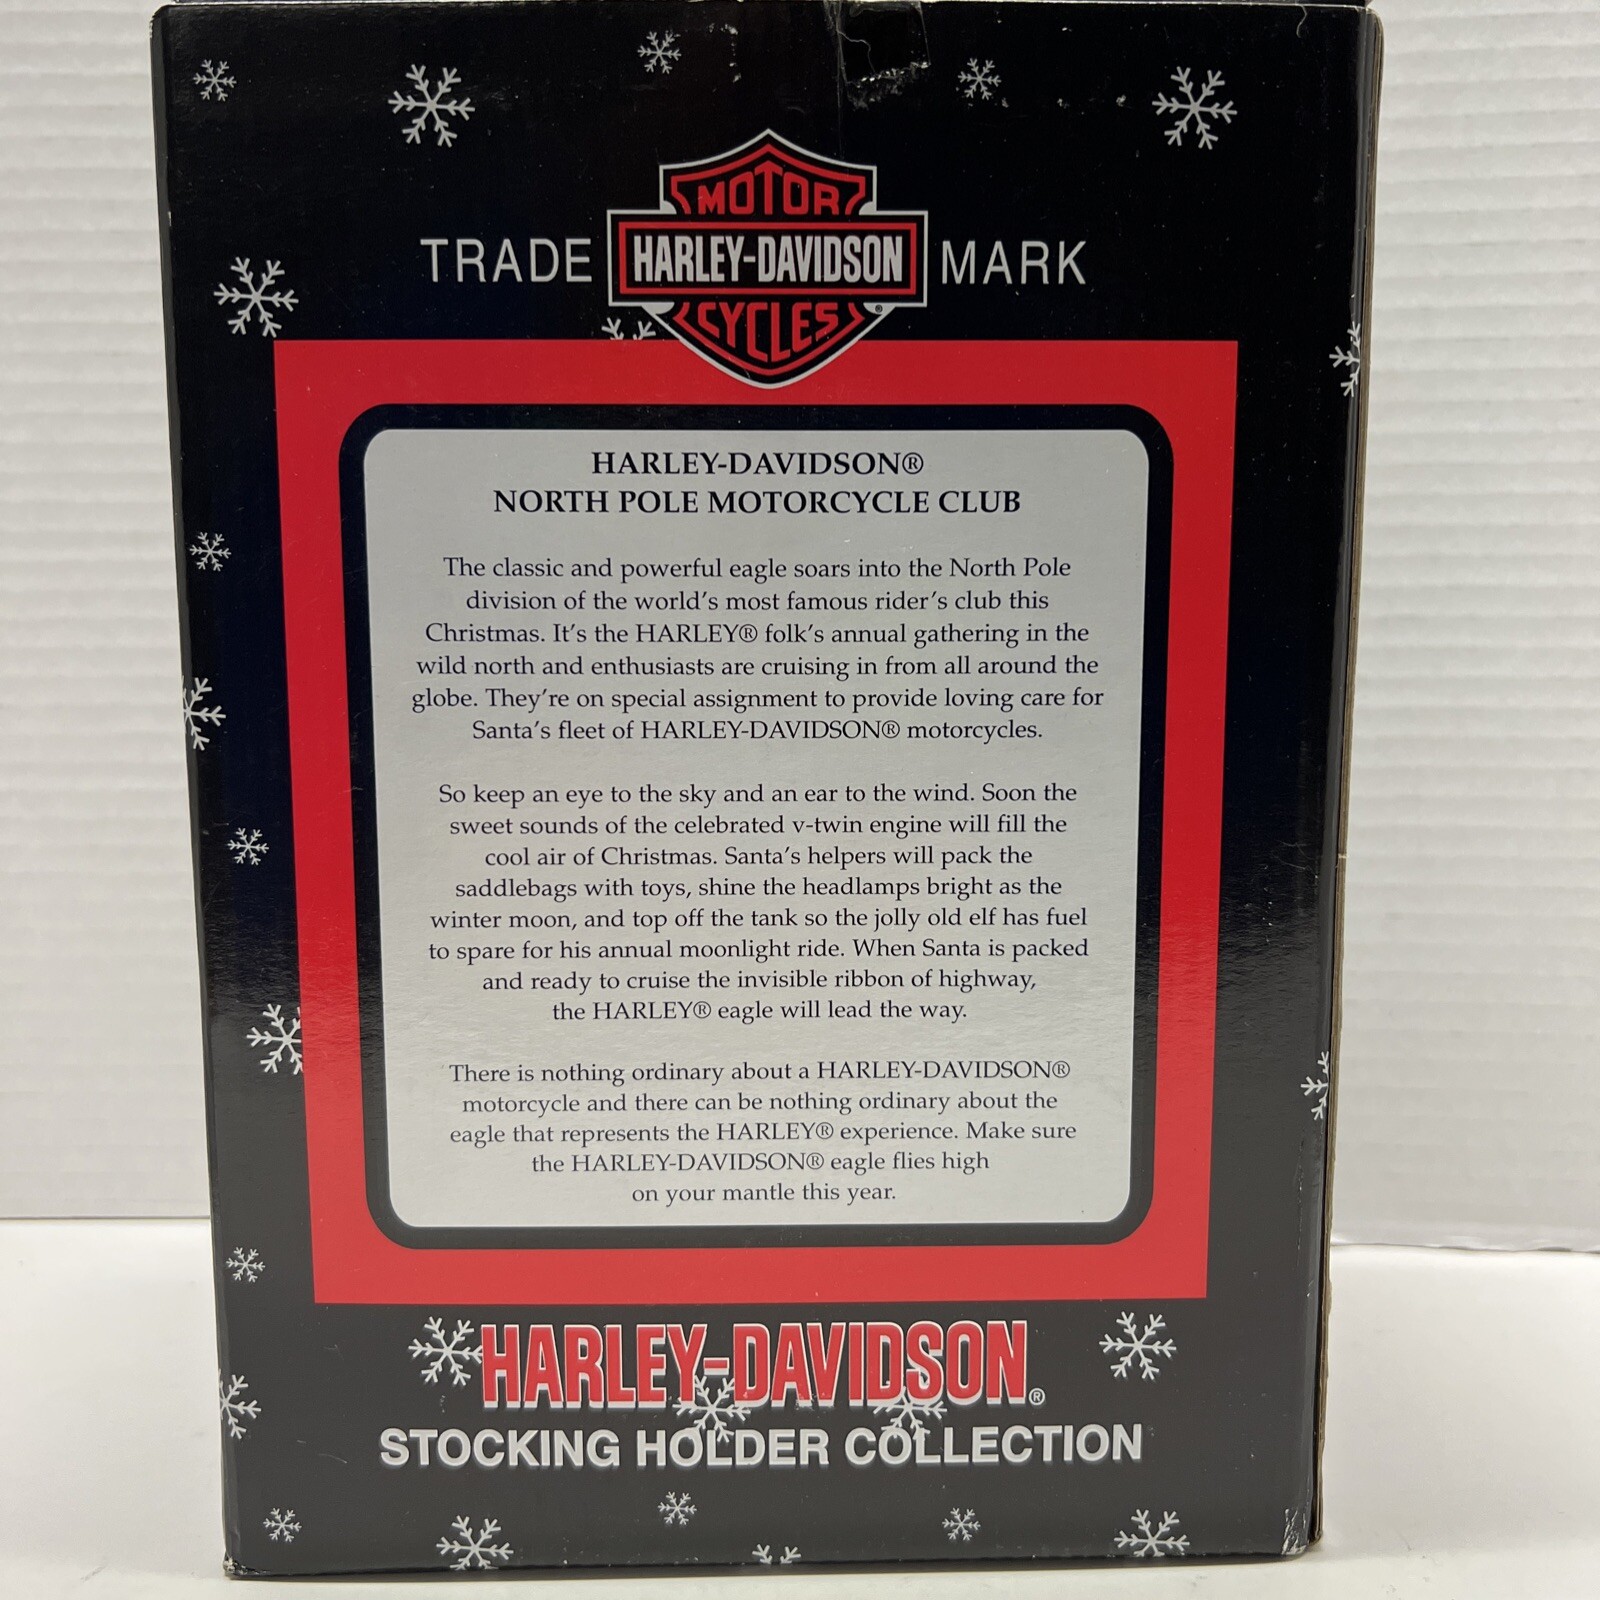 MOTOR
TRADE HARLEY-DAVIDSON MARK
CYCLES®
HARLEY-DAVIDSON®
NORTH POLE MOTORCYCLE CLUB
The classic and powerful eagle soars into the North Pole
division of the world's most famous rider's club this
Christmas. It's the HARLEY® folk's annual gathering in the
wild north and enthusiasts are cruising in from all around the
globe. They're on special assignment to provide loving care for
Santa's fleet of HARLEY-DAVIDSON® motorcycles.
So keep an eye to the sky and an ear to the wind. Soon the
sweet sounds of the celebrated v-twin engine will fill the
cool air of Christmas. Santa's helpers will pack the
saddlebags with toys, shine the headlamps bright as the
winter moon, and top off the tank so the jolly old elf has fuel
to spare for his annual moonlight ride. When Santa is packed
and ready to cruise the invisible ribbon of highway,
the HARLEY® eagle will lead the way.
There is nothing ordinary about a HARLEY-DAVIDSON®
motorcycle and there can be nothing ordinary about the
eagle that represents the HARLEY® experience. Make sure
the HARLEY-DAVIDSON® eagle flies high
on your mantle this year.
HARLEY-DAVIDSON®
STOCKING HOLDER COLLECTION